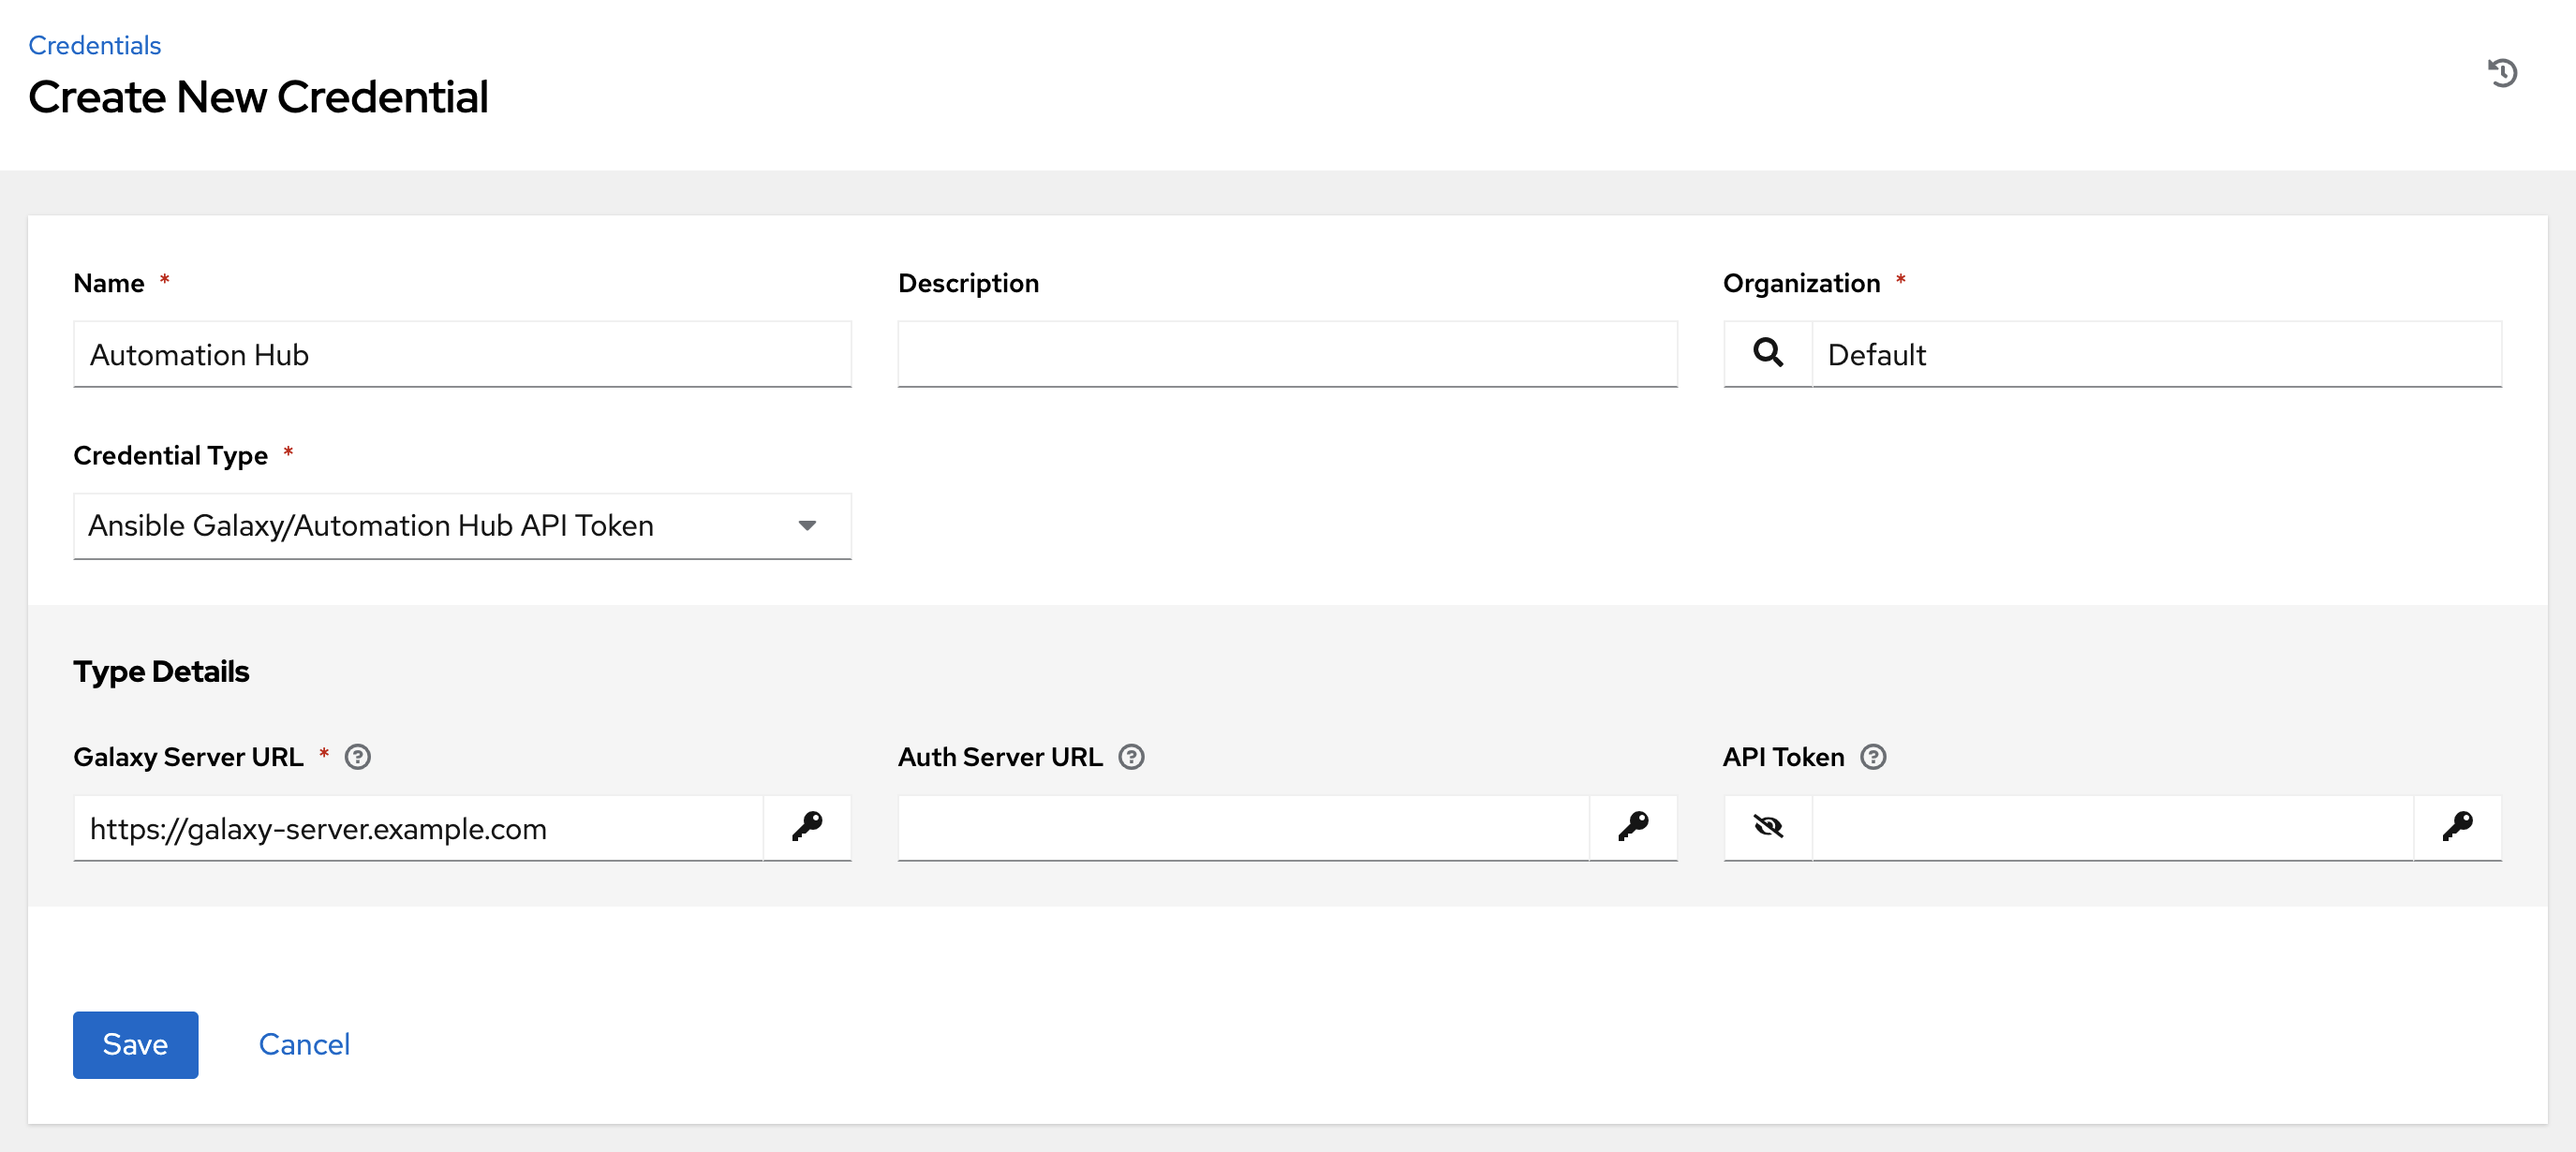 Credentials
Create New Credential
Name *
Description
Organization *
Automation Hub
Default
Credential Type *
Ansible Galaxy/Automation Hub API Token
Type Details
Galaxy Server URL *
Auth Server URL
API Token
https://galaxy-server.example.com
Save
Cancel